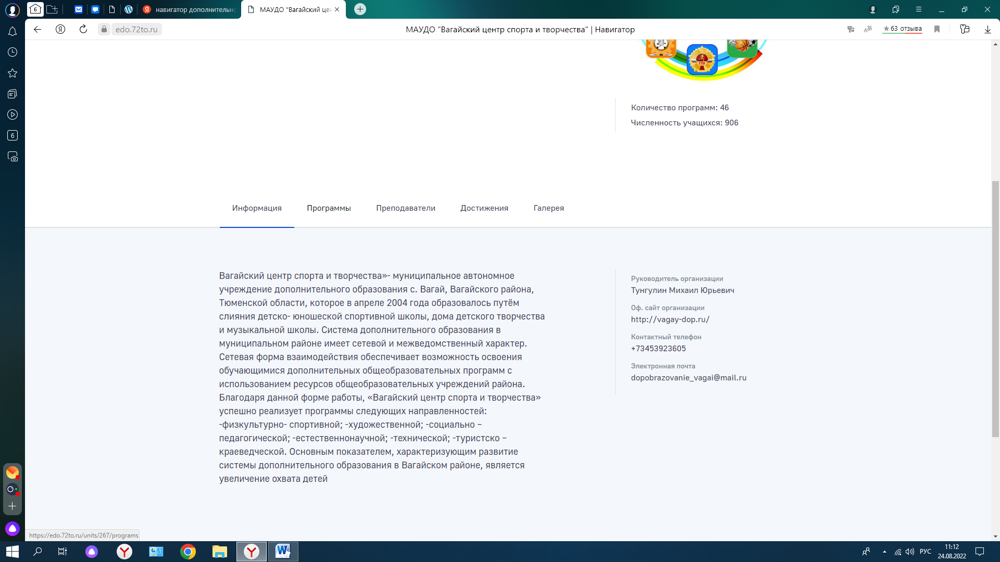 6
навигатор дополнительно
МАУДО "Вагайский цен
edo.72to.ru
МАУДО "Вагайский центр спорта и творчества" | Навигатор
63 отзыва
6
ГТО
Количество программ: 46
Численность учащихся: 906
Информация
Программы
Преподаватели
Достижения
Галерея
Вагайский центр спорта и творчества»- муниципальное автономное
учреждение дополнительного образования с. Вагай, Вагайского района,
Тюменской области, которое в апреле 2004 года образовалось путём
слияния детско- юношеской спортивной школы, дома детского творчества
и музыкальной школы. Система дополнительного образования в
муниципальном районе имеет сетевой и межведомственный характер.
Сетевая форма взаимодействия обеспечивает возможность освоения
обучающимися дополнительных общеобразовательных программ с
использованием ресурсов общеобразовательных учреждений района.
Благодаря данной форме работы, «Вагайский центр спорта и творчества»
успешно реализует программы следующих направленностей:
-физкультурно- спортивной; -художественной; -социально –
педагогической; -естественнонаучной; -технической; -туристско –
краеведческой. Основным показателем, характеризующим развитие
системы дополнительного образования в Вагайском районе, является
увеличение охвата детей
Руководитель организации
Тунгулин Михаил Юрьевич
Оф. сайт организации
http://vagay-dop.ru/
Контактный телефон
+73453923605
Электронная почта
dopobrazovanie_vagai@mail.ru
https://edo.72to.ru/units/267/programs
РУС
11:12
24.08.2022